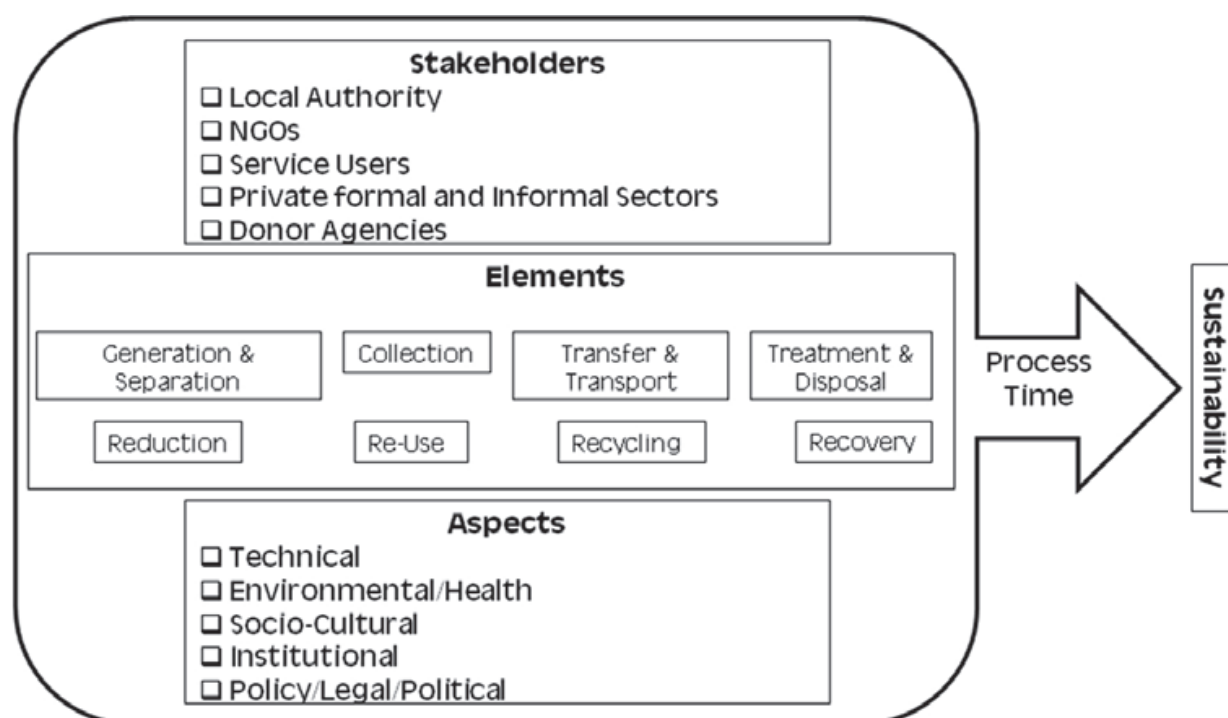 Stakeholders
❑ Local Authority
❑ NGOs
❑ Service Users
❑ Private formal and Informal Sectors
❑ Donor Agencies
Elements
Generation &
Separation
Collection
Transfer &
Transport
Treatment &
Disposal
Reduction
Re-Use
Recycling
Recovery
Aspects
❑ Technical
❑ Environmental/Health
❑ Socio-Cultural
❑ Institutional
❑ Policy/Legal/Political
Process
Time
Sustainability